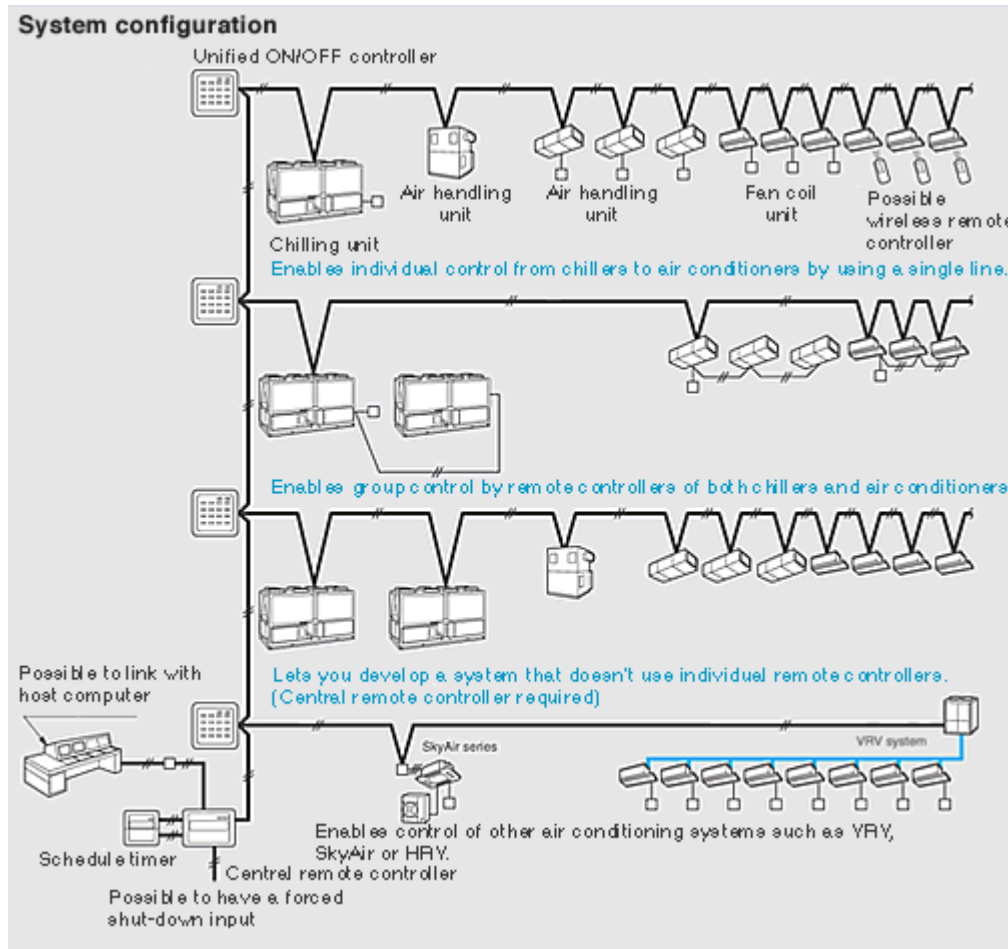 System configuration
Unified ON/OFF controller
Air handling
unit
Air handling
unit
Fan coil
unit
Possible
wireless remote
controller
Chilling unit
Enables individual control from chillers to air conditioners by using a single line.
Enables group control by remote controllers of both chillers and air conditioners
Lets you develop a system that doesn't use individual remote controllers.
(Central remote controller required)
Possible to link with
host computer
SkyAir series
VRV system
Enables control of other air conditioning systems such as VRV,
SkyAir or HRV.
Schedule timer
Central remote controller
Possible to have a forced
shut-down input